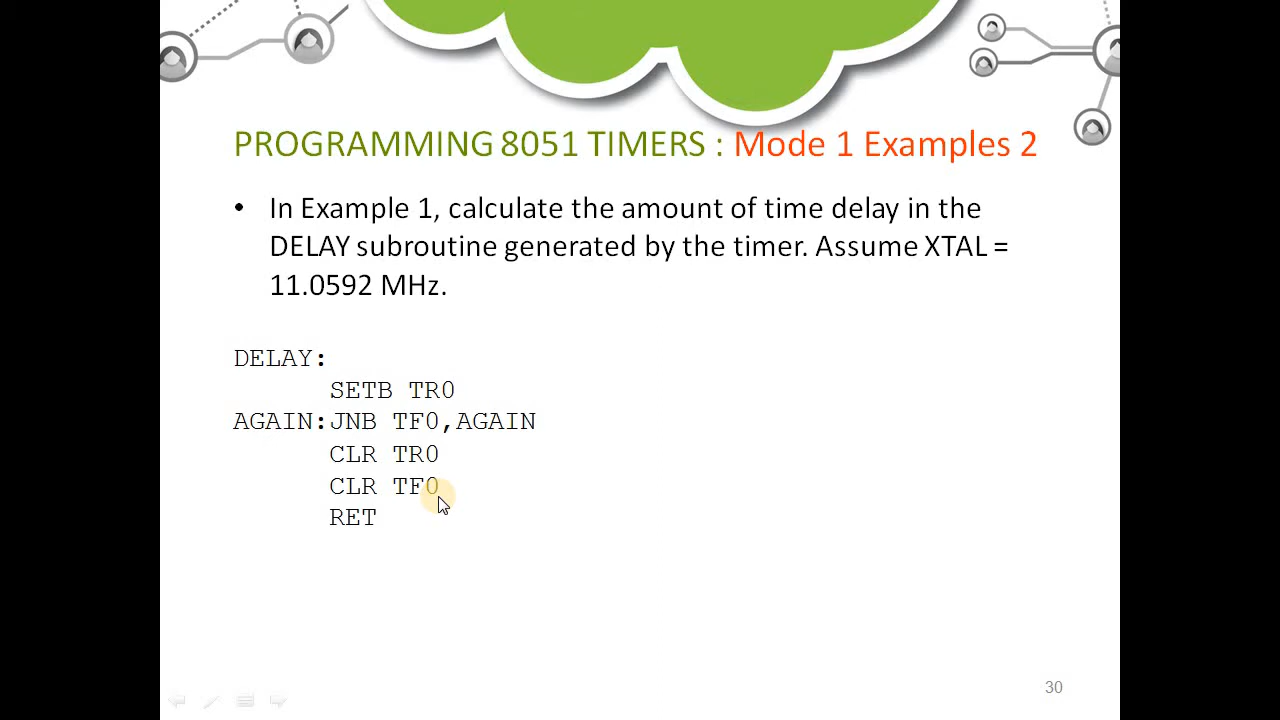 PROGRAMMING 8051 TIMERS : Mode 1 Examples 2
• In Example 1, calculate the amount of time delay in the
DELAY subroutine generated by the timer. Assume XTAL =
11.0592 MHz.
DELAY:
SETB TR0
AGAIN:JNB TF0,AGAIN
CLR TR0
CLR TF0
RET
30